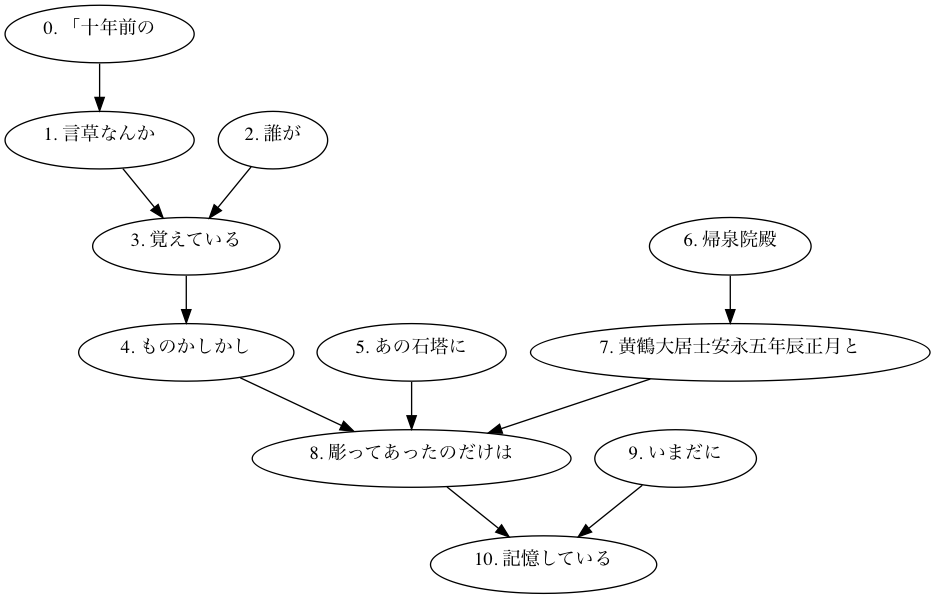 0. 「十年前の
1. 言草なんか
2. 誰が
3. 覚えている
6. 帰泉院殿
4. ものかしかし
5. あの石塔に
7. 黄鶴大居士安永五年辰正月と
8. 彫ってあったのだけは
9. いまだに
10. 記憶している